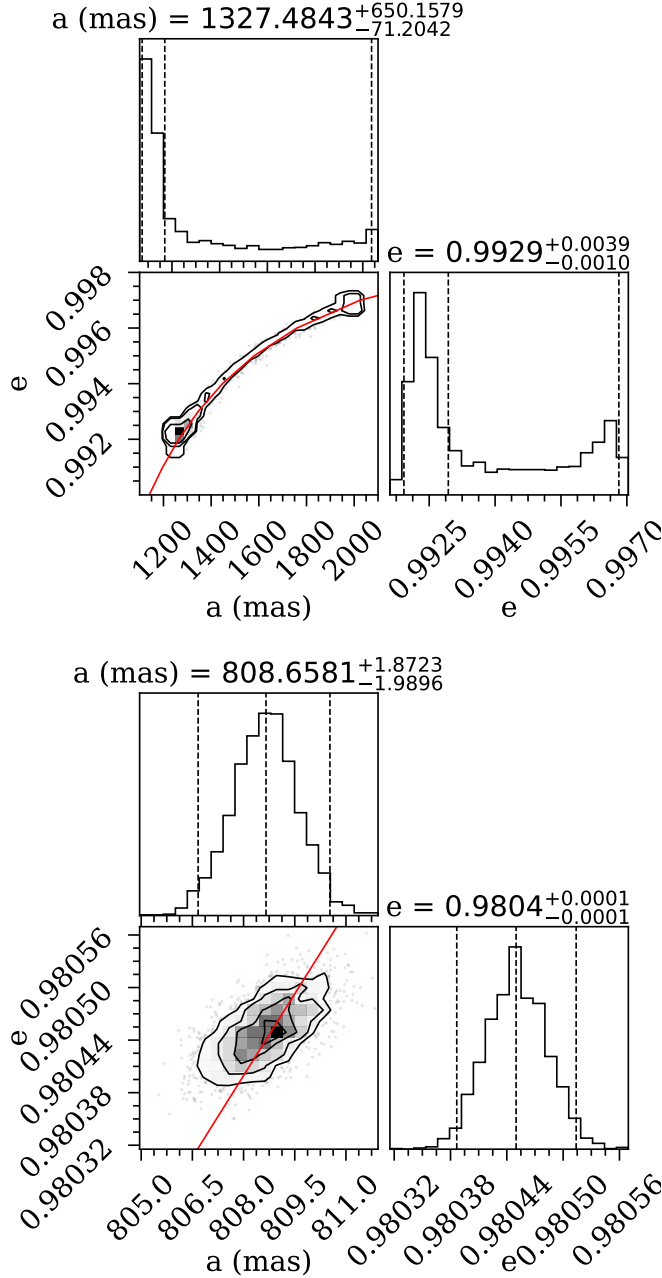 a (mas) = 1327.4843+650.1579−71.2042
e = 0.9929+0.0039−0.0010
0.998
0.996
0.994
0.992
e
1200 1400 1600 1800 2000
a (mas)
0.9925 0.9940 0.9955 0.9970
e
a (mas) = 808.6581+1.8723−1.9896
e = 0.9804+0.0001−0.0001
0.98056
0.98050
0.98044
0.98038
0.98032
e
805.0 806.5 808.0 809.5 811.0
a (mas)
0.98032 0.98038 0.98044 0.98050 0.98056
e